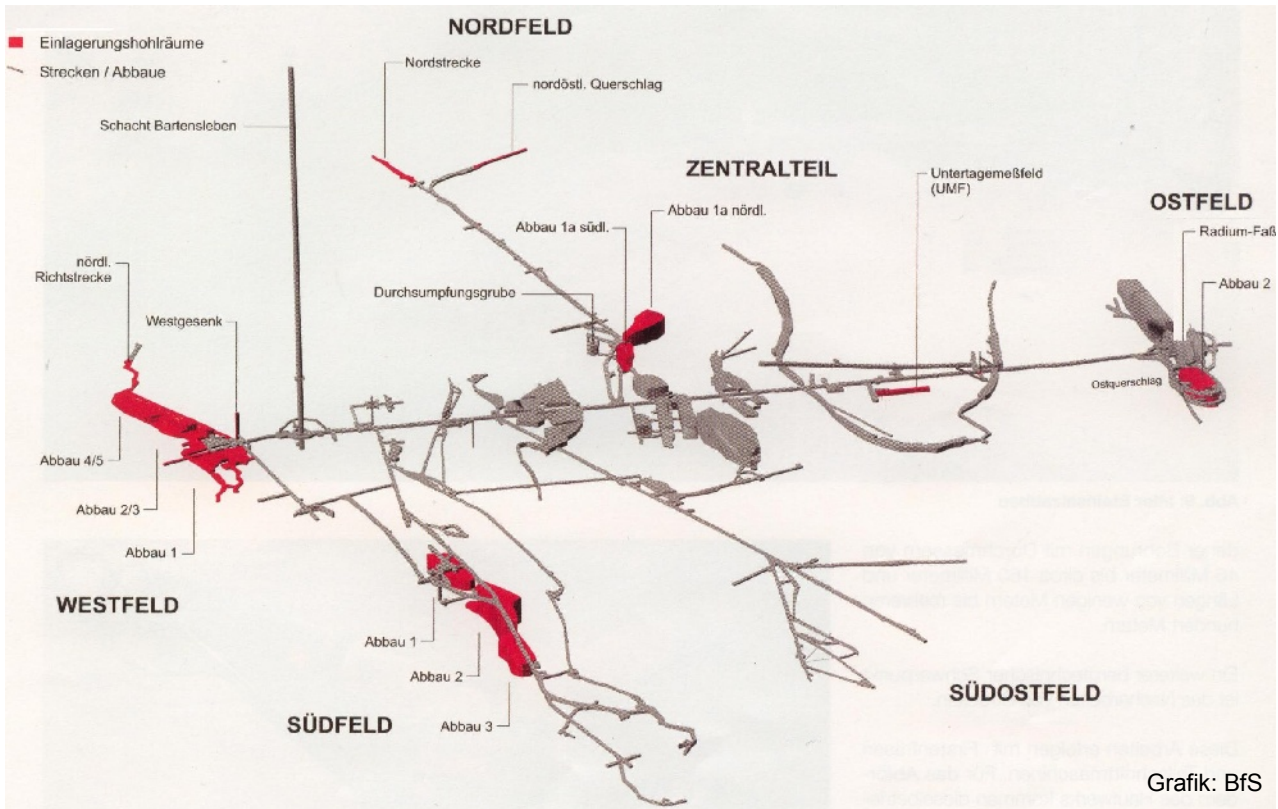 NORDFELD
Einlagerungshohlräume
Strecken / Abbaue
Nordstrecke
nordöstl. Querschlag
Schacht Bartensleben
ZENTRALTEIL
Untertagemeßfeld
(UMF)
OSTFELD
Abbau 1a nördl.
Abbau 1a südl.
Radium-Faß
nördl.
Richtstrecke
Durchsumpfungsgrube
Abbau 2
Westgesenk
Ostquerschlag
Abbau 4/5
Abbau 2/3
Abbau 1
WESTFELD
Abbau 1
Abbau 2
SÜDOSTFELD
SÜDFELD
Abbau 3
Grafik: BfS